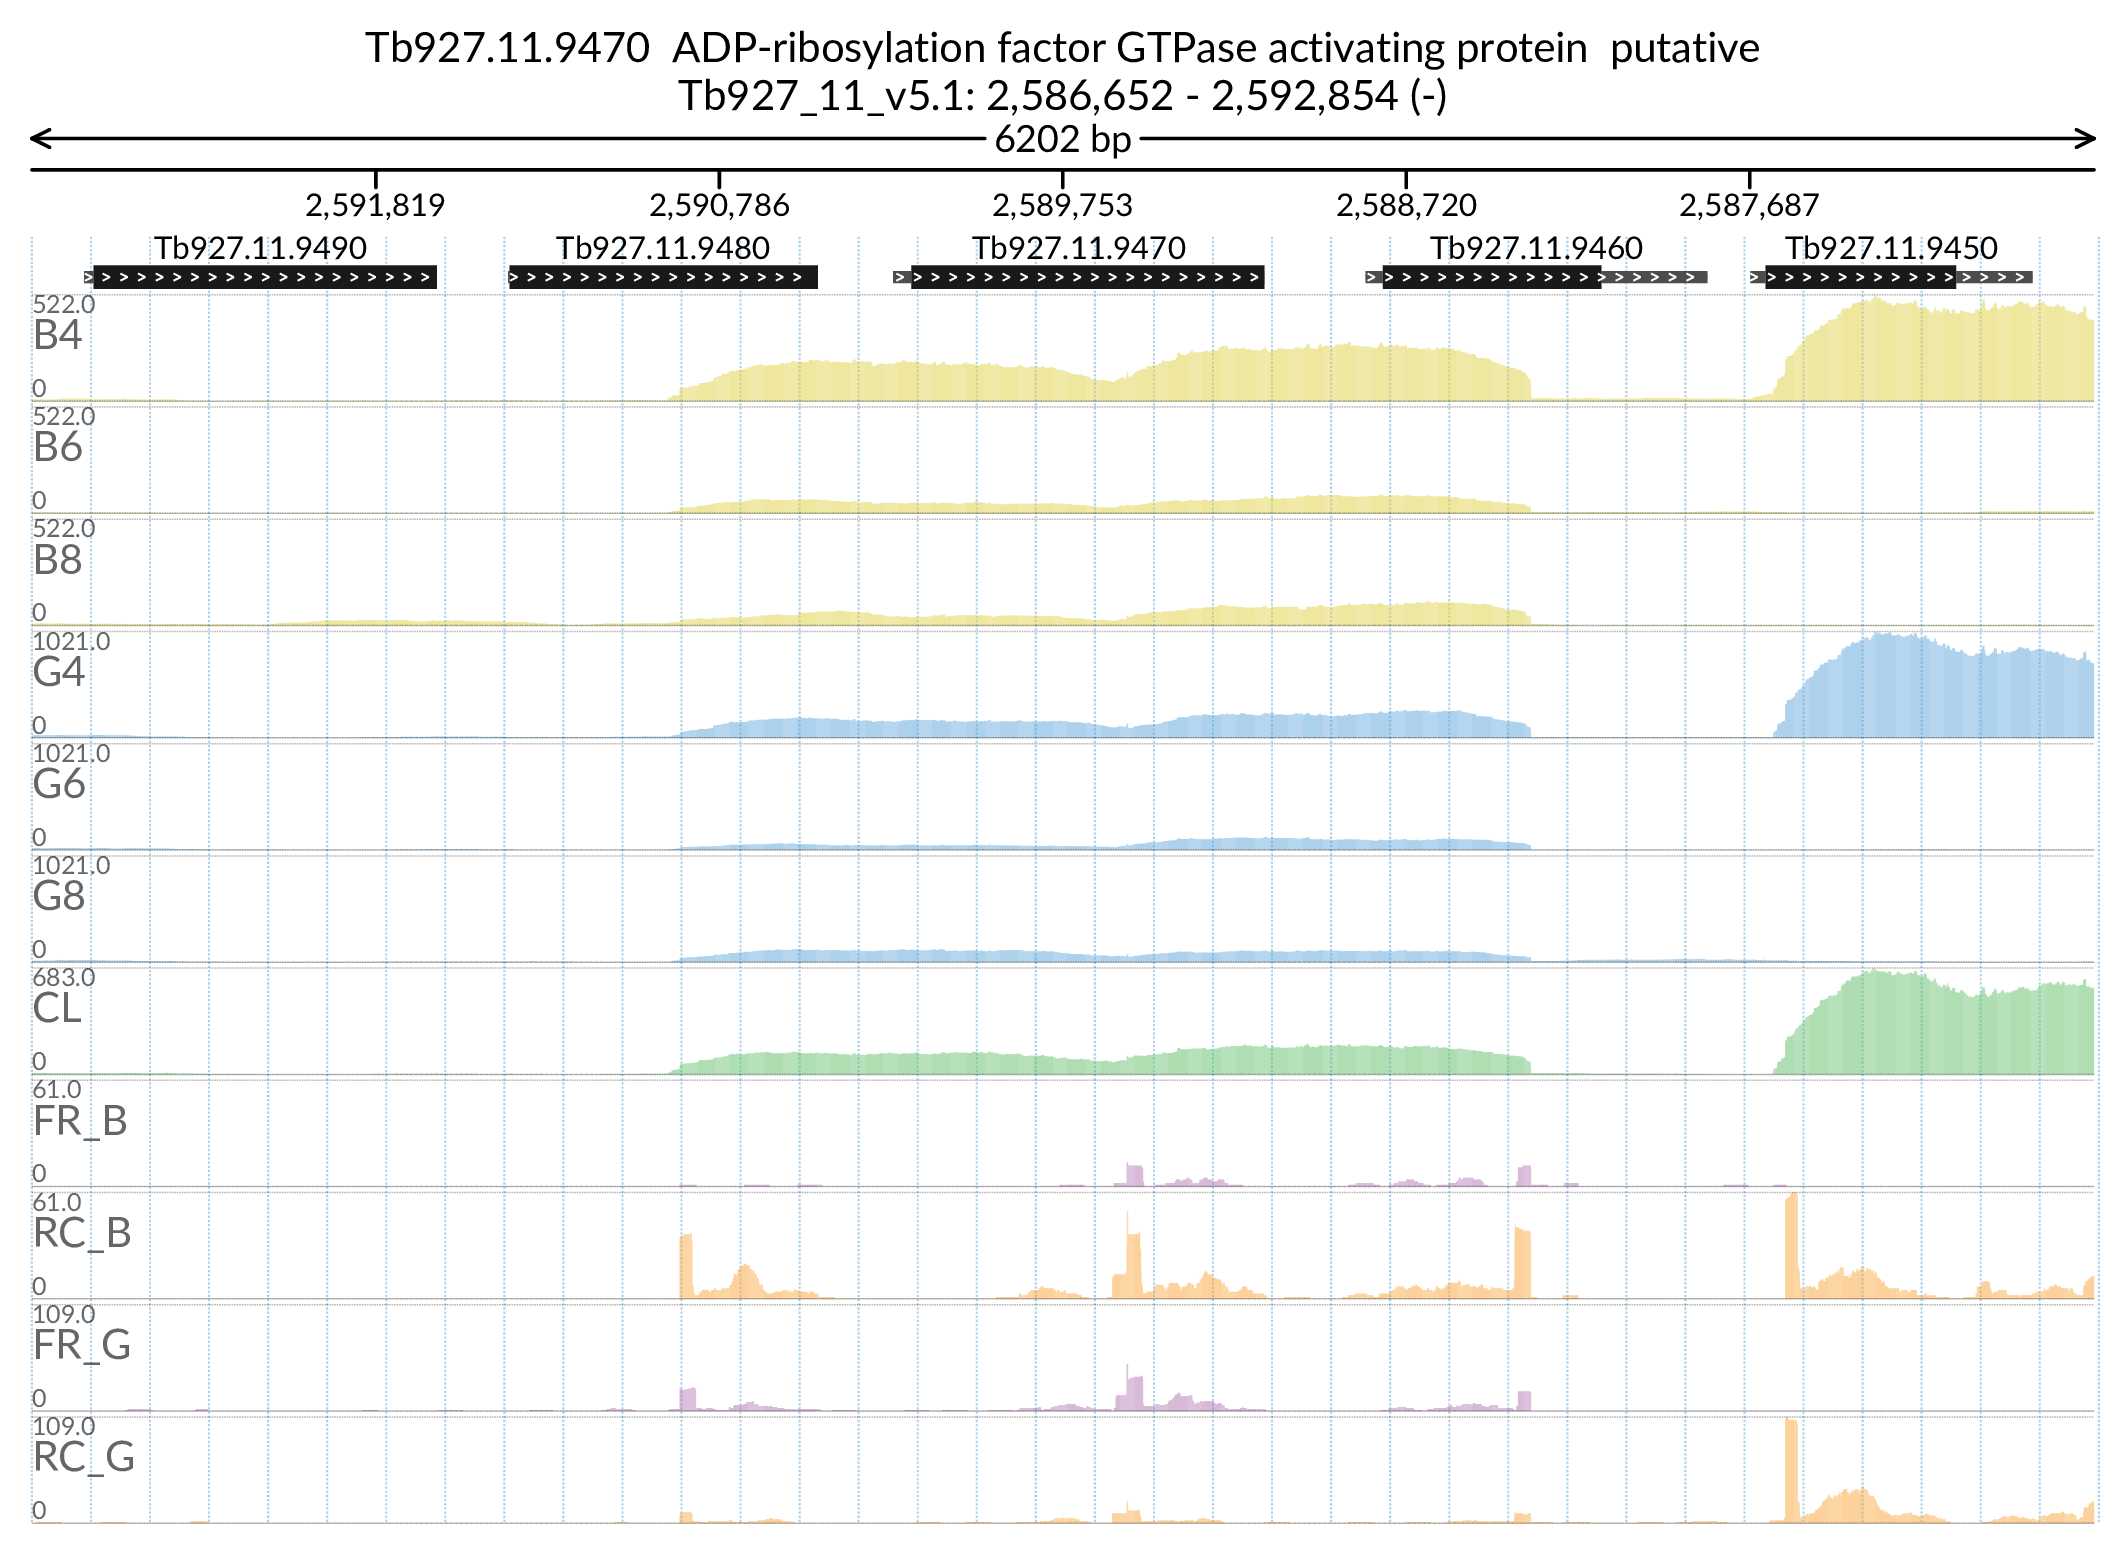 Tb927.11.9470  ADP-ribosylation factor GTPase activating protein  putative
Tb927_11_v5.1: 2,586,652 - 2,592,854 (-)
6202 bp
2,591,819 2,590,786 2,589,753 2,588,720 2,587,687
Tb927.11.9490 Tb927.11.9480 Tb927.11.9470 Tb927.11.9460 Tb927.11.9450
522.0
B4
0
522.0
B6
0
522.0
B8
0
1021.0
G4
0
1021.0
G6
0
1021.0
G8
0
683.0
CL
0
61.0
FR_B
0
61.0
RC_B
0
109.0
FR_G
0
109.0
RC_G
0